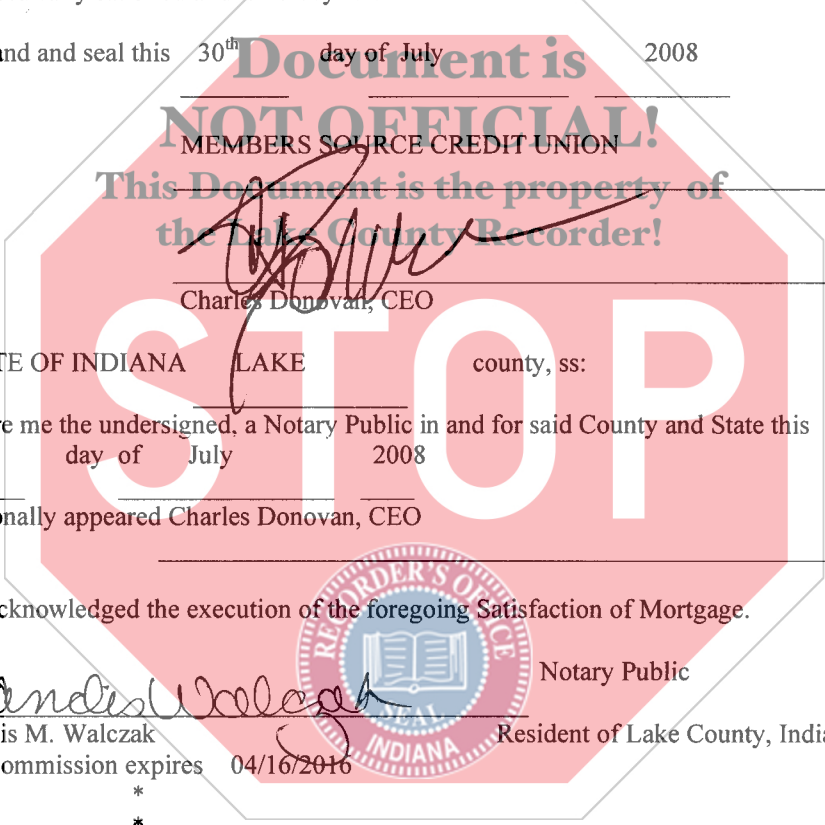 and and seal this 30th day of July 2008
Document is
NOT OFFICIAL!
MEMBERS SOURCE CREDIT UNION
This Document is the property of
the Lake County Recorder!
Charles Donovan, CEO
STOP
TE OF INDIANA LAKE county, ss:
re me the undersigned, a Notary Public in and for said County and State this
day of July 2008
onally appeared Charles Donovan, CEO
cknowledged the execution of the foregoing Satisfaction of Mortgage.
RECORDER'S OFFICE
SEAL
INDIANA
Notary Public
andis Walczak
is M. Walczak Resident of Lake County, India
ommission expires 04/16/2016
*
*